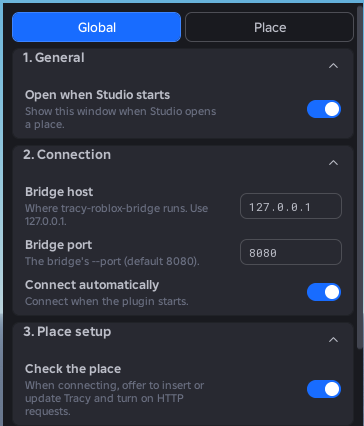 Global
Place
1. General
Open when Studio starts
Show this window when Studio opens
a place.
2. Connection
Bridge host
Where tracy-roblox-bridge runs. Use
127.0.0.1.
127.0.0.1
Bridge port
The bridge's --port (default 8080).
8080
Connect automatically
Connect when the plugin starts.
3. Place setup
Check the place
When connecting, offer to insert or
update Tracy and turn on HTTP
requests.